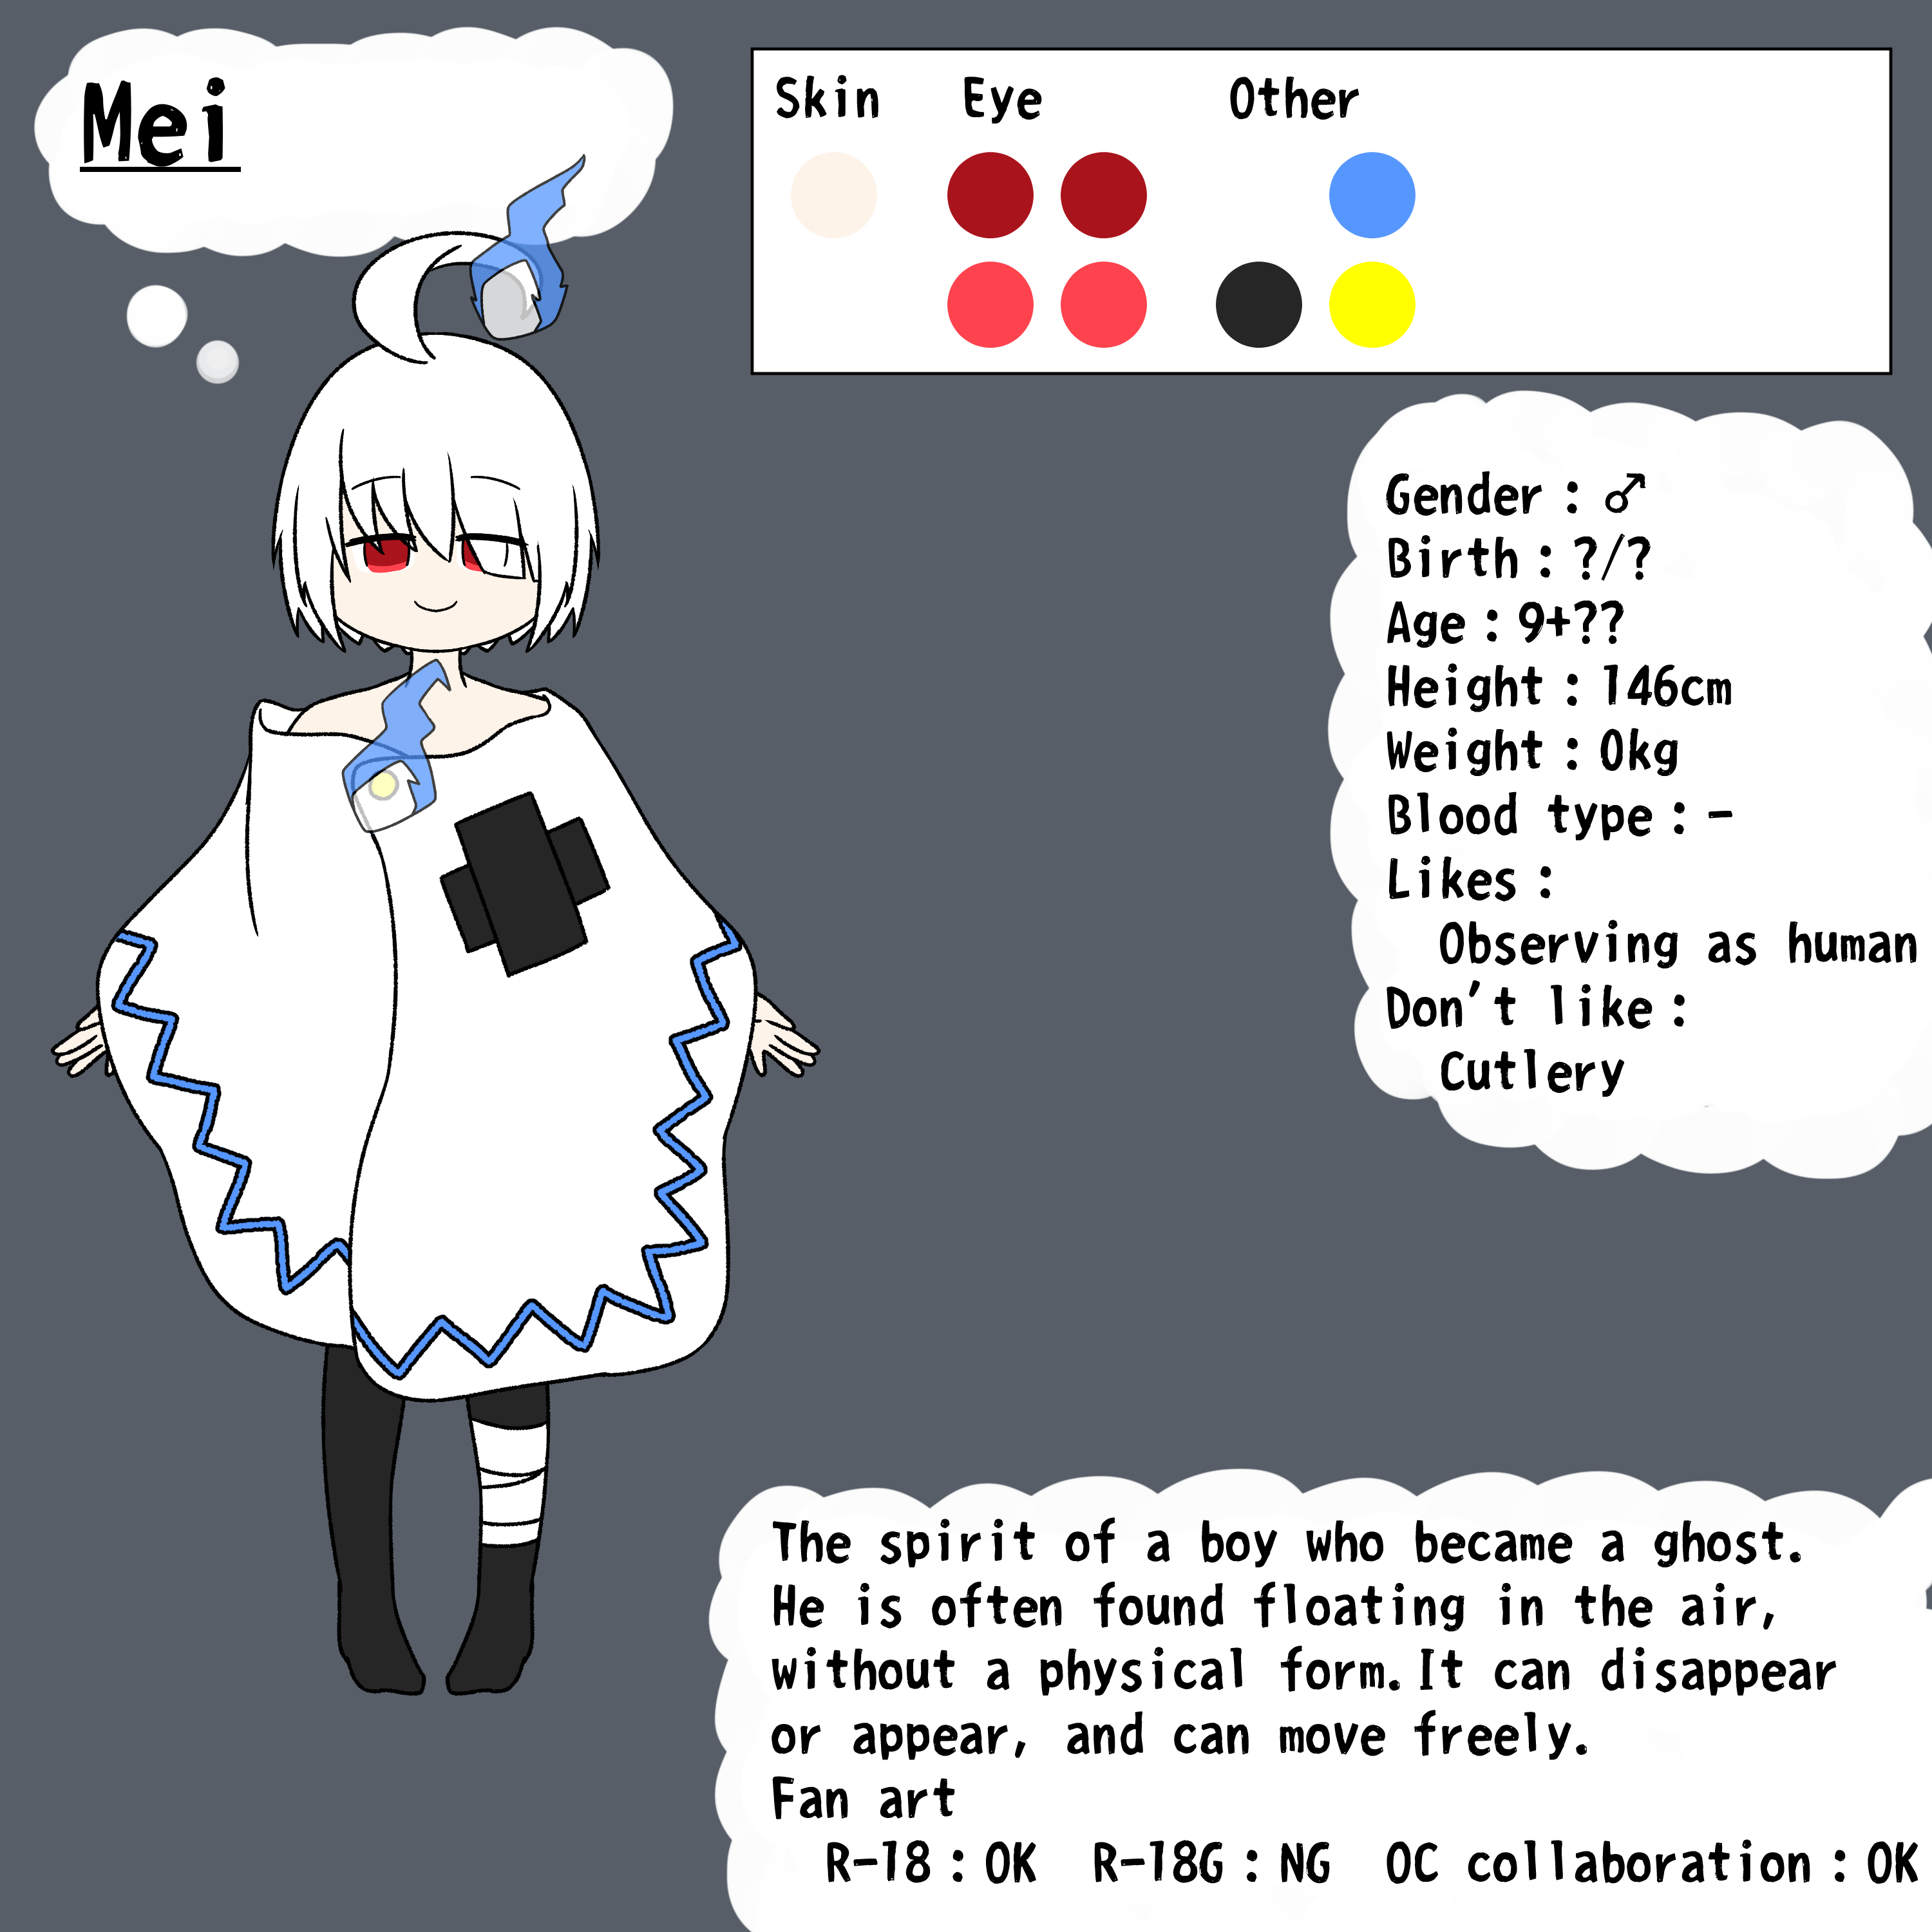 Mei
Skin Eye Other
Gender : ♂
Birth : ?/?
Age : 9+??
Height : 146cm
Weight : 0kg
Blood type : -
Likes :
Observing as human
Don't like :
Cutlery
The spirit of a boy who became a ghost.
He is often found floating in the air,
without a physical form. It can disappear
or appear, and can move freely.
Fan art
R-18 : OK R-18G : NG OC collaboration : OK